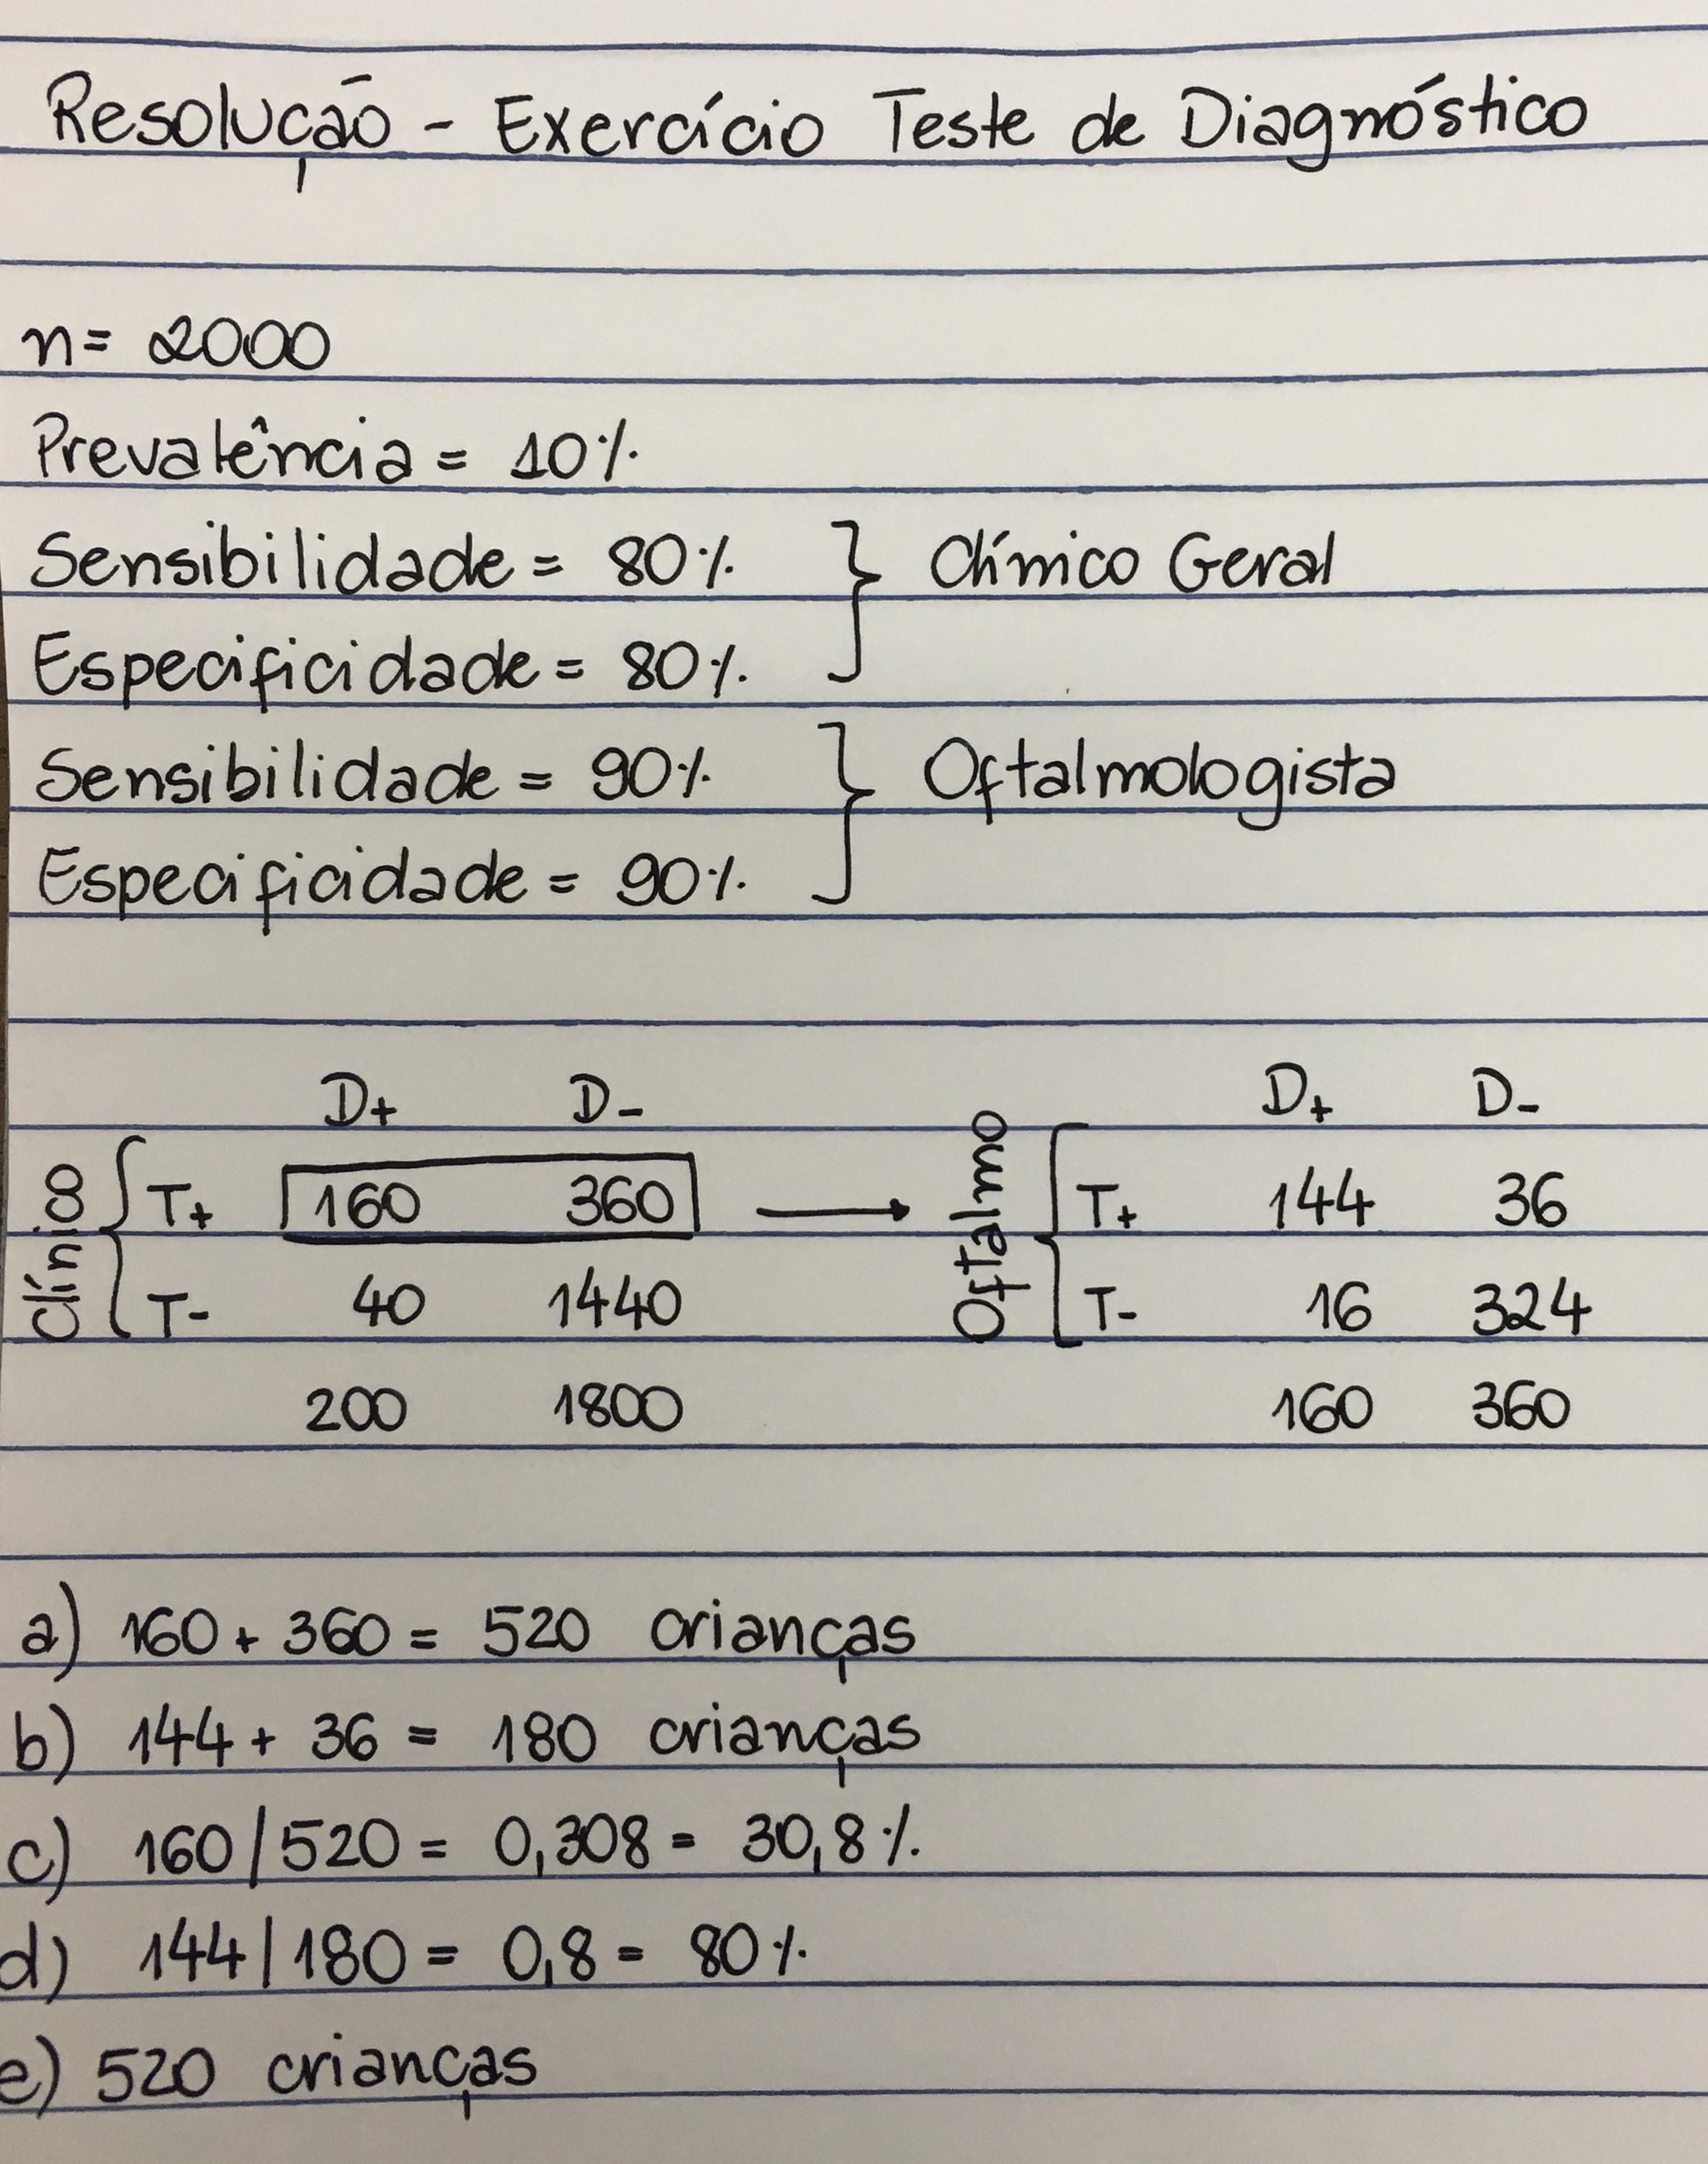 Resolução - Exercício Teste de Diagnóstico
n= 2000
Prevalência = 10%
Sensibilidade = 80% } Clínico Geral
Especificidade = 80%
Sensibilidade = 90% } Oftalmologista
Especificidade = 90%
D+ D- D+ D-
Clínico T+ 160 360 → Oftalmo T+ 144 36
T- 40 1440 T- 16 324
200 1800 160 360
a) 160 + 360 = 520 crianças
b) 144 + 36 = 180 crianças
c) 160/520 = 0,308 = 30,8%
d) 144/180 = 0,8 = 80%
e) 520 crianças